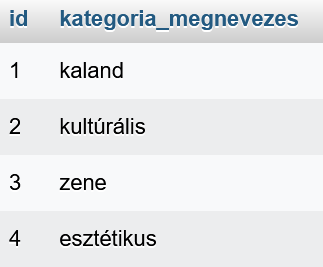 id kategoria_megnevezes
1 kaland
2 kultúrális
3 zene
4 esztétikus